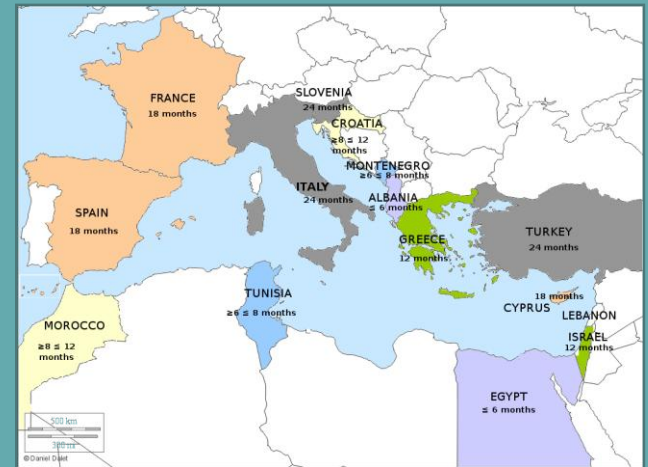 SLOVENIA
24 months
FRANCE
18 months
CROATIA
≥8 ≤ 12
months
MONTENEGRO
≥6 ≤ 8 months
ITALY
24 months
ALBANIA
≤ 6 months
SPAIN
18 months
GREECE
12 months
TURKEY
24 months
TUNISIA
≥6 ≤ 8 months
18 months
CYPRUS
LEBANON
MOROCCO
≥8 ≤ 12
months
ISRAEL
12 months
EGYPT
≤ 6 months
500 km
300 mi
©Daniel Dalet